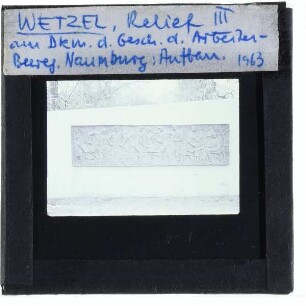 WETZEL, Relief III
am Dkm. d. Gesch. d. Arbeiter-
Beweg. Naumburg: Aufbau. 1963